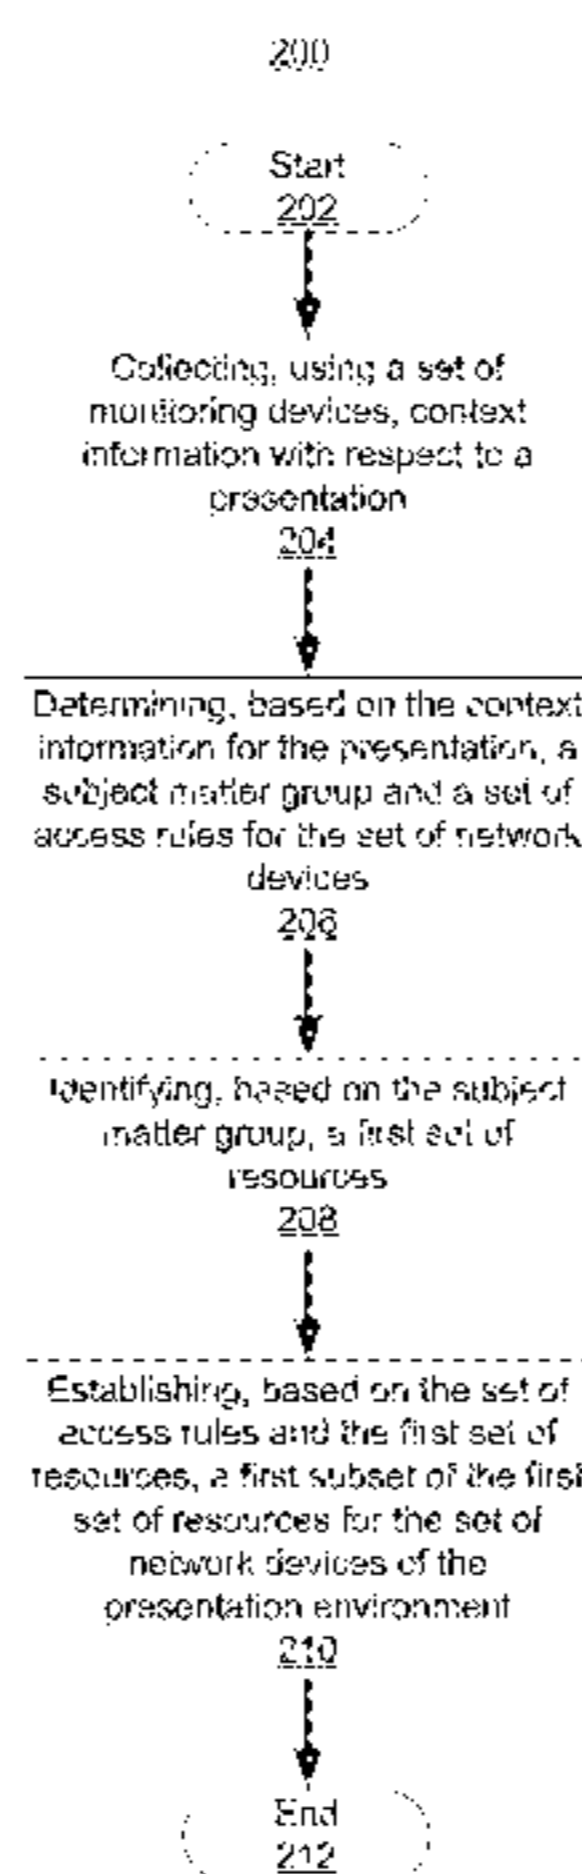 200
Start
202
Collecting, using a set of
monitoring devices, context
information with respect to a
presentation
204
Determining, based on the context
information for the presentation, a
subject matter group and a set of
access rules for the set of network
devices
206
Identifying, based on the subject
matter group, a first set of
resources
208
Establishing, based on the set of
access rules and the first set of
resources, a first subset of the first
set of resources for the set of
network devices of the
presentation environment
210
End
212